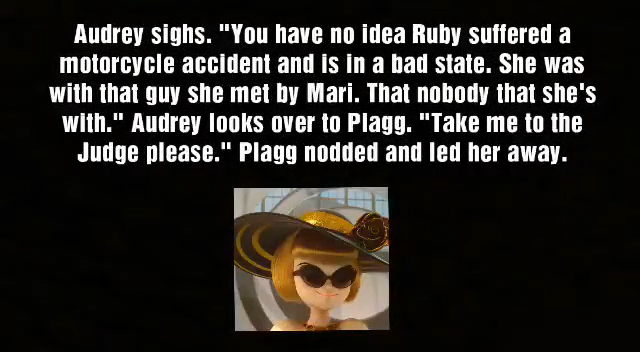 Audrey sighs. "You have no idea Ruby suffered a
motorcycle accident and is in a bad state. She was
with that guy she met by Mari. That nobody that she's
with." Audrey looks over to Plagg. "Take me to the
Judge please." Plagg nodded and led her away.